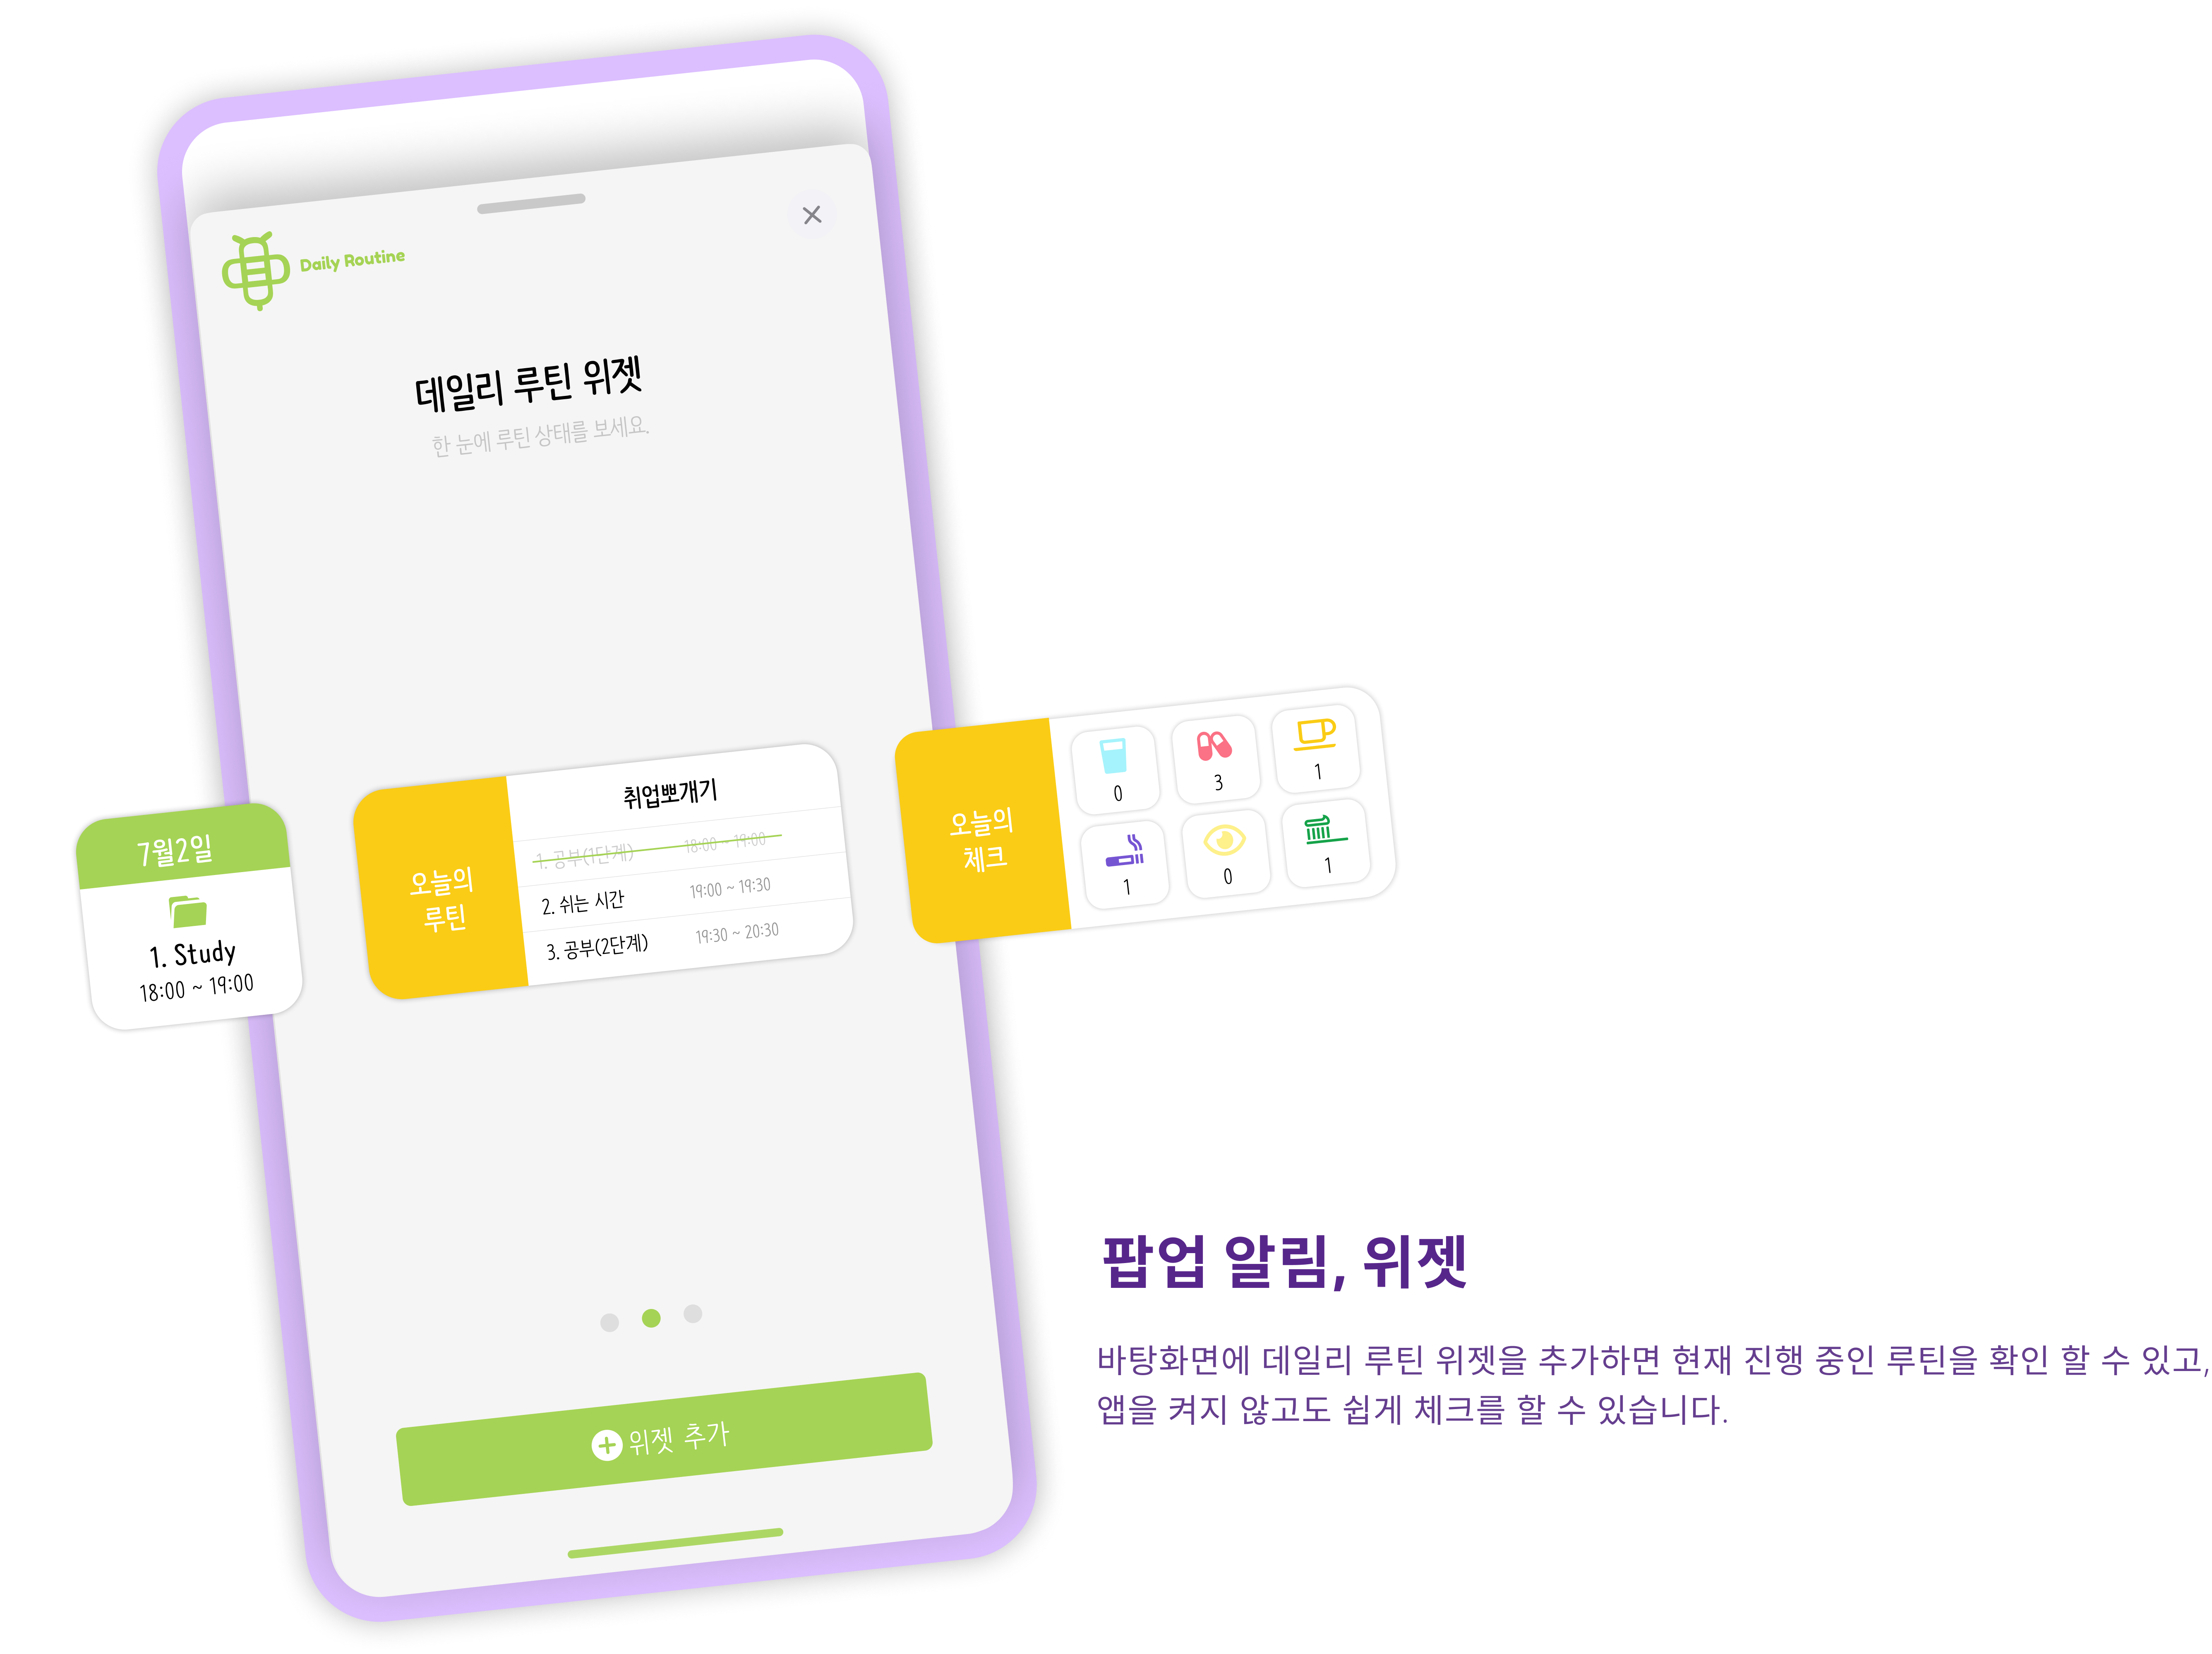 Daily Routine
데일리 루틴 위젯
한 눈에 루틴 상태를 보세요.
7월2일
1. Study
18:00 ~ 19:00
오늘의
루틴
취업뽀개기
1. 공부(1단계) 18:00 ~ 19:00
2. 쉬는 시간 19:00 ~ 19:30
3. 공부(2단계) 19:30 ~ 20:30
오늘의
체크
0 3 1
1 0 1
위젯 추가
팝업 알림, 위젯
바탕화면에 데일리 루틴 위젯을 추가하면 현재 진행 중인 루틴을 확인 할 수 있고,
앱을 켜지 않고도 쉽게 체크를 할 수 있습니다.